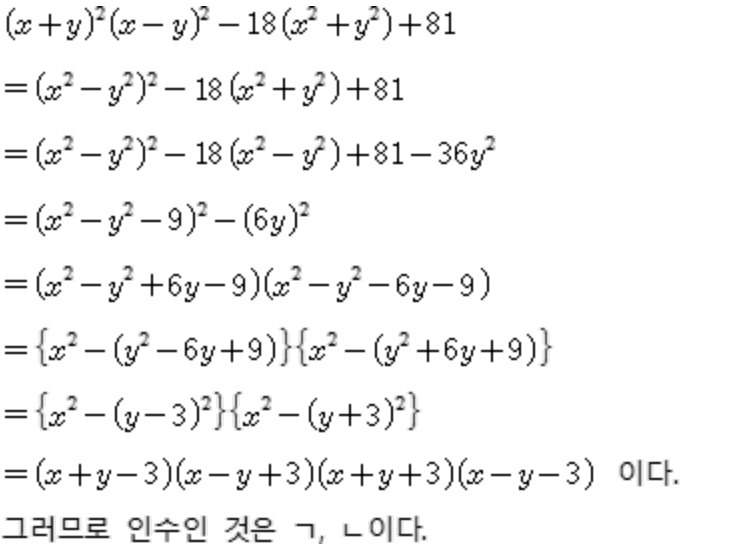 (x+y)²(x−y)²−18(x²+y²)+81
=(x²−y²)²−18(x²+y²)+81
=(x²−y²)²−18(x²−y²)+81−36y²
=(x²−y²−9)²−(6y)²
=(x²−y²+6y−9)(x²−y²−6y−9)
={x²−(y²−6y+9)}{x²−(y²+6y+9)}
={x²−(y−3)²}{x²−(y+3)²}
=(x+y−3)(x−y+3)(x+y+3)(x−y−3) 이다.
그러므로 인수인 것은 ㄱ, ㄴ이다.